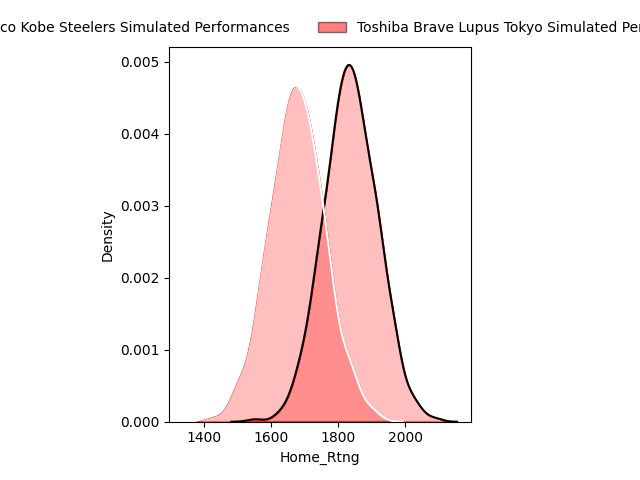 co Kobe Steelers Simulated Performances Toshiba Brave Lupus Tokyo Simulated Per
0.005
0.004
0.003
0.002
0.001
0.000
Density
1400 1600 1800 2000
Home_Rtng